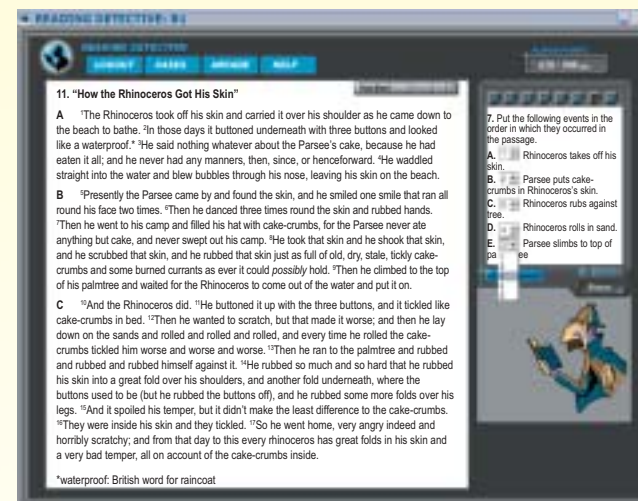 READING DETECTIVE: B1
READING DETECTIVE
LOGOUT CASES ARCADE HELP
11. “How the Rhinoceros Got His Skin”
A ¹The Rhinoceros took off his skin and carried it over his shoulder as he came down to
the beach to bathe. ²In those days it buttoned underneath with three buttons and looked
like a waterproof.* ³He said nothing whatever about the Parsee’s cake, because he had
eaten it all; and he never had any manners, then, since, or henceforward. ⁴He waddled
straight into the water and blew bubbles through his nose, leaving his skin on the beach.
B ⁵Presently the Parsee came by and found the skin, and he smiled one smile that ran all
round his face two times. ⁶Then he danced three times round the skin and rubbed hands.
⁷Then he went to his camp and filled his hat with cake-crumbs, for the Parsee never ate
anything but cake, and never swept out his camp. ⁸He took that skin and he shook that skin,
and he scrubbed that skin, and he rubbed that skin just as full of old, dry, stale, tickly cake-
crumbs and some burned currants as ever it could possibly hold. ⁹Then he climbed to the top
of his palmtree and waited for the Rhinoceros to come out of the water and put it on.
C ¹⁰And the Rhinoceros did. ¹¹He buttoned it up with the three buttons, and it tickled like
cake-crumbs in bed. ¹²Then he wanted to scratch, but that made it worse; and then he lay
down on the sands and rolled and rolled and rolled, and every time he rolled the cake-
crumbs tickled him worse and worse and worse. ¹³Then he ran to the palmtree and rubbed
and rubbed and rubbed himself against it. ¹⁴He rubbed so much and so hard that he rubbed
his skin into a great fold over his shoulders, and another fold underneath, where the
buttons used to be (but he rubbed the buttons off), and he rubbed some more folds over his
legs. ¹⁵And it spoiled his temper, but it didn’t make the least difference to the cake-crumbs.
¹⁶They were inside his skin and they tickled. ¹⁷So he went home, very angry indeed and
horribly scratchy; and from that day to this every rhinoceros has great folds in his skin and
a very bad temper, all on account of the cake-crumbs inside.
*waterproof: British word for raincoat
7. Put the following events in the
order in which they occurred in
the passage.
A. Rhinoceros takes off his
skin.
B. Parsee puts cake-
crumbs in Rhinoceros’s skin.
C. Rhinoceros rubs against
tree.
D. Rhinoceros rolls in sand.
E. Parsee slimbs to top of
pa ee